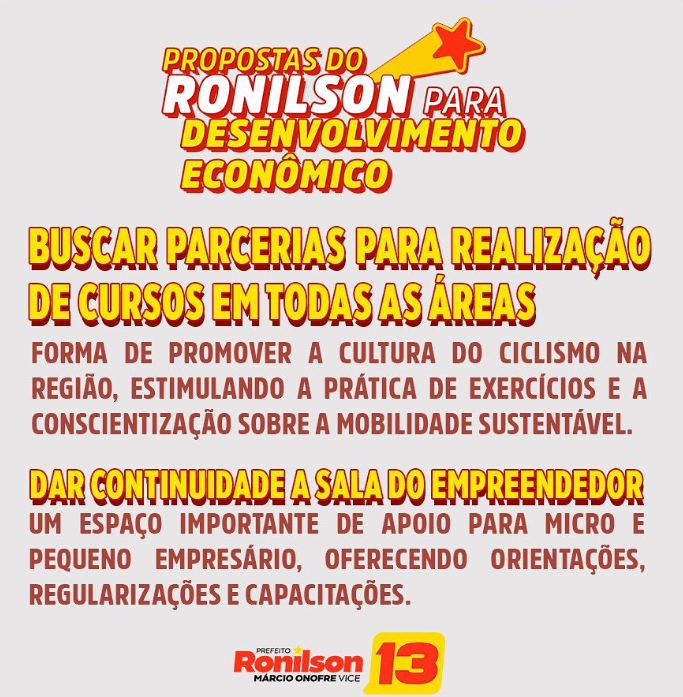 PROPOSTAS DO
RONILSON PARA
DESENVOLVIMENTO
ECONÔMICO
BUSCAR PARCERIAS PARA REALIZAÇÃO
DE CURSOS EM TODAS AS ÁREAS
FORMA DE PROMOVER A CULTURA DO CICLISMO NA
REGIÃO, ESTIMULANDO A PRÁTICA DE EXERCÍCIOS E A
CONSCIENTIZAÇÃO SOBRE A MOBILIDADE SUSTENTÁVEL.
DAR CONTINUIDADE A SALA DO EMPREENDEDOR
UM ESPAÇO IMPORTANTE DE APOIO PARA MICRO E
PEQUENO EMPRESÁRIO, OFERECENDO ORIENTAÇÕES,
REGULARIZAÇÕES E CAPACITAÇÕES.
PREFEITO
Ronilson 13
MÁRCIO ONOFRE VICE